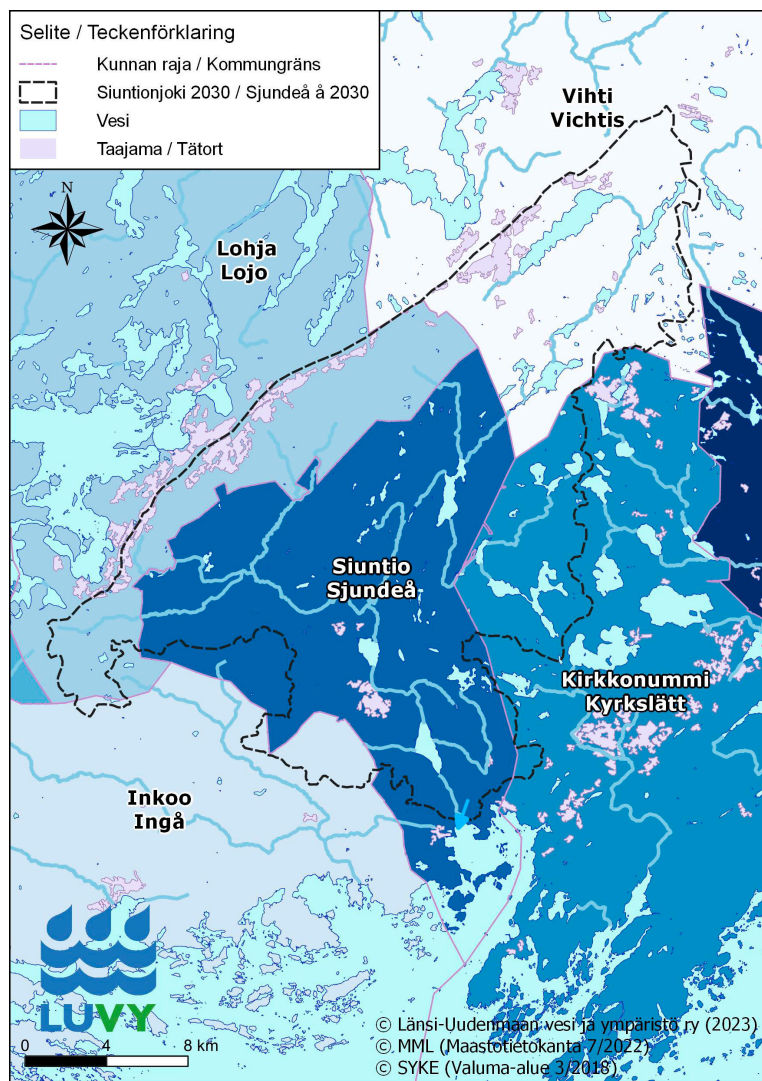 Selite / Teckenförklaring
Kunnan raja / Kommungräns
Siuntionjoki 2030 / Sjundeå å 2030
Vesi
Taajama / Tätort
N
Vihti
Vichtis
Lohja
Lojo
Siuntio
Sjundeå
Kirkkonummi
Kyrkslätt
Inkoo
Ingå
LUVY
0 4 8 km
© Länsi-Uudenmaan vesi ja ympäristö ry (2023)
© MML (Maastotietokanta 7/2022)
© SYKE (Valuma-alue 3/2018)